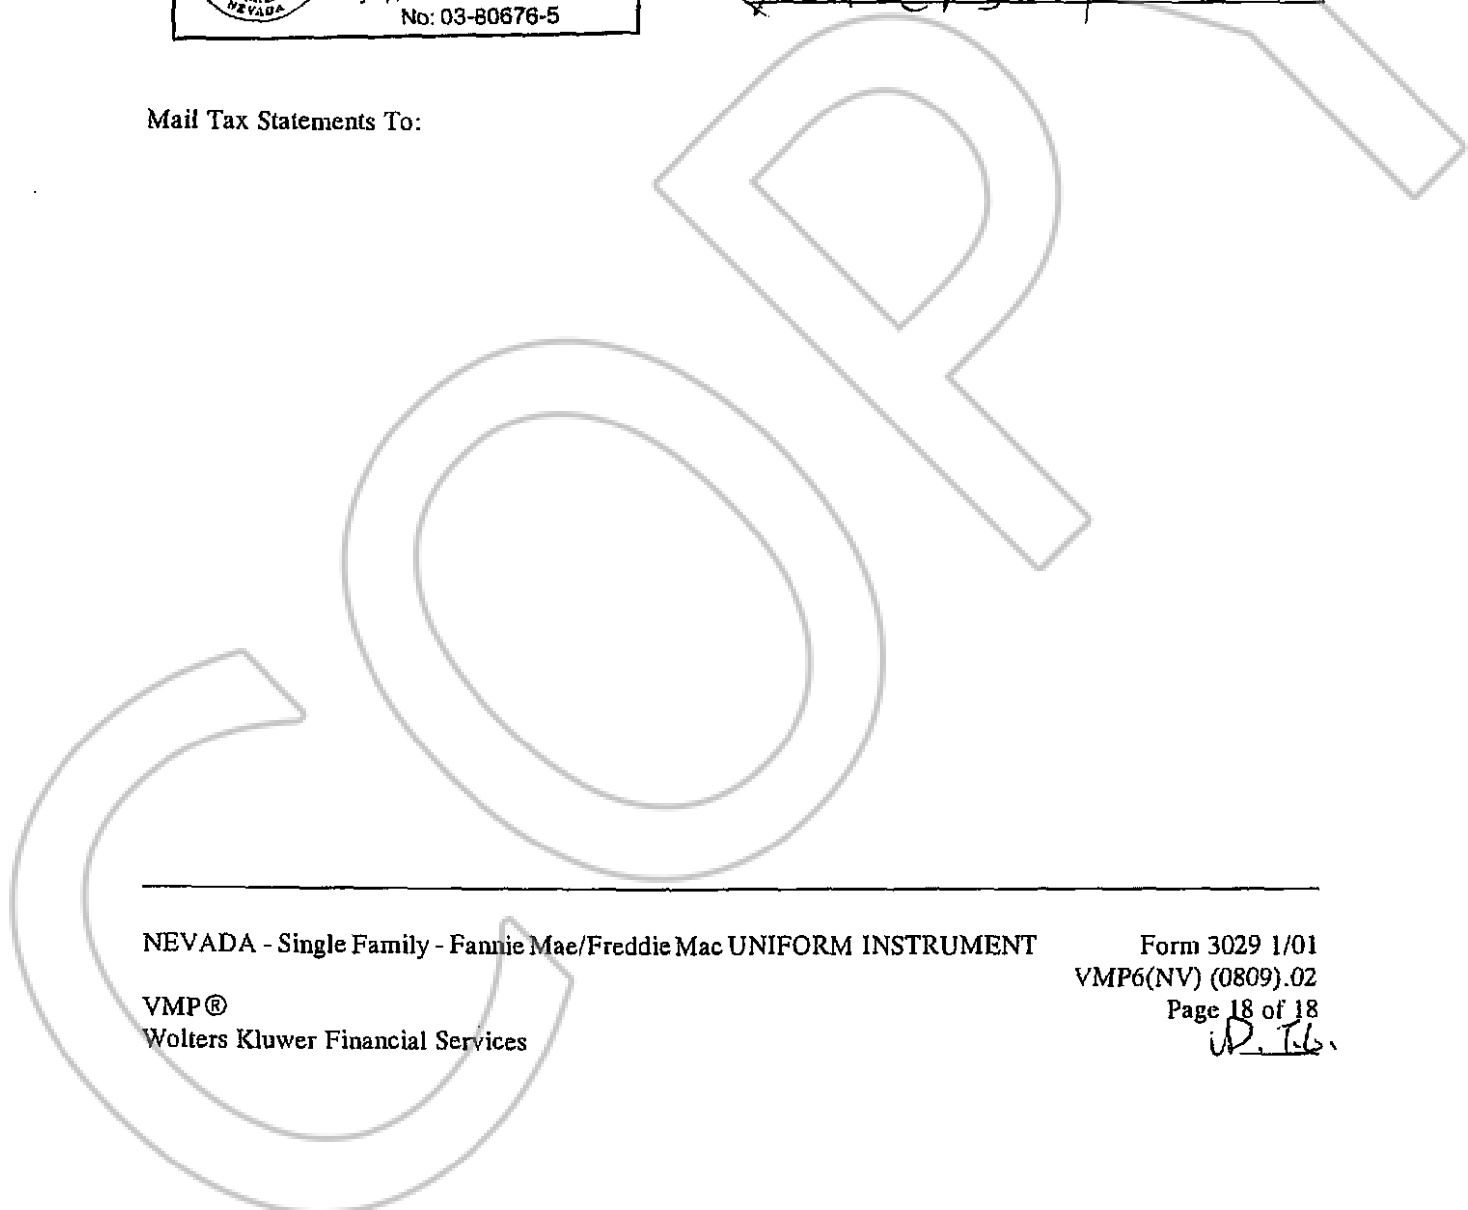 NEVADA
No: 03-80676-5
Mail Tax Statements To:
COPY
NEVADA - Single Family - Fannie Mae/Freddie Mac UNIFORM INSTRUMENT Form 3029 1/01
VMP6(NV) (0809).02
VMP® Page 18 of 18
Wolters Kluwer Financial Services